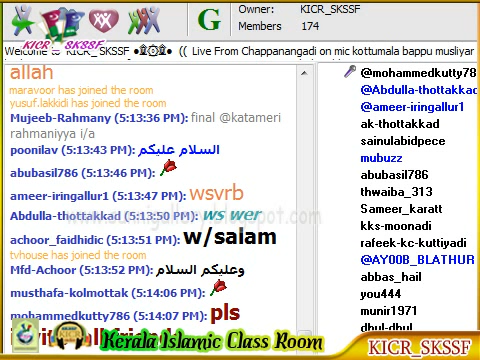 Owner: KICR_SKSSF
Members 174
KICR SKSSF
Welcome to KICR_SKSSF (( Live From Chappanangadi on mic kottumala bappu musliyar
allah
maravoor has joined the room
yusuf.lakkidi has joined the room
Mujeeb-Rahmany (5:13:36 PM): final @katameri
rahmaniyya i/a
poonilav (5:13:43 PM): السلام عليكم
abubasil786 (5:13:46 PM):
ameer-iringallur1 (5:13:47 PM): wsvrb
Abdulla-thottakkad (5:13:50 PM): ws wer
achoor_faidhidic (5:13:51 PM): w/salam
tvhouse has joined the room
Mfd-Achoor (5:13:52 PM): وعليكم السلام
musthafa-kolmottak (5:14:06 PM):
mohammedkutty786 (5:14:07 PM): pls
@mohammedkutty78
@Abdulla-thottakkad
@ameer-iringallur1
ak-thottakkad
sainulabidpece
mubuzz
abubasil786
thwaiba_313
Sameer_karatt
kks-moonadi
rafeek-kc-kuttiyadi
@AY00B_BLATHUR
abbas_hail
you444
munir1971
dhul-dhul
KICR
Kerala Islamic Class Room
KICR_SKSSF